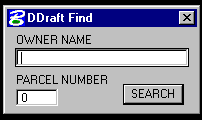 DDraft Find
OWNER NAME
PARCEL NUMBER
0
SEARCH